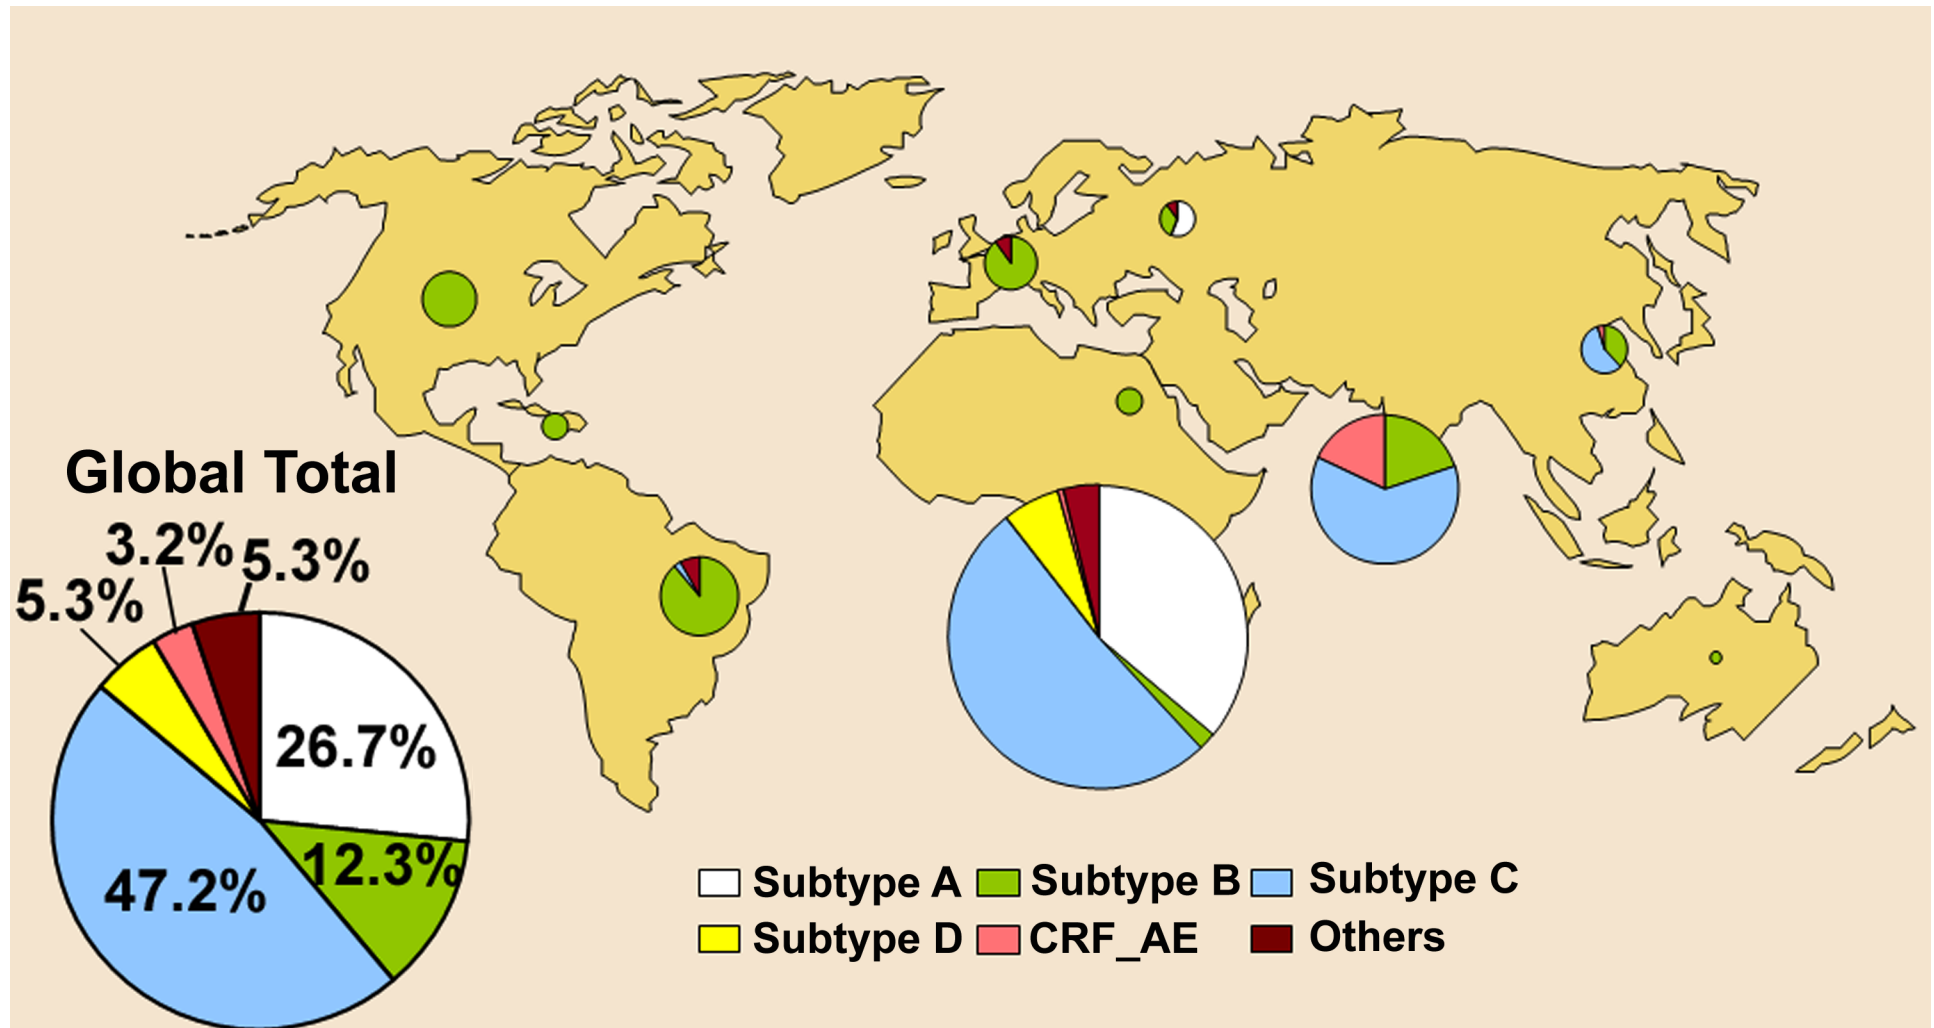 Global Total
3.2%
5.3%
5.3%
26.7%
12.3%
47.2%
Subtype A
Subtype B
Subtype C
Subtype D
CRF_AE
Others